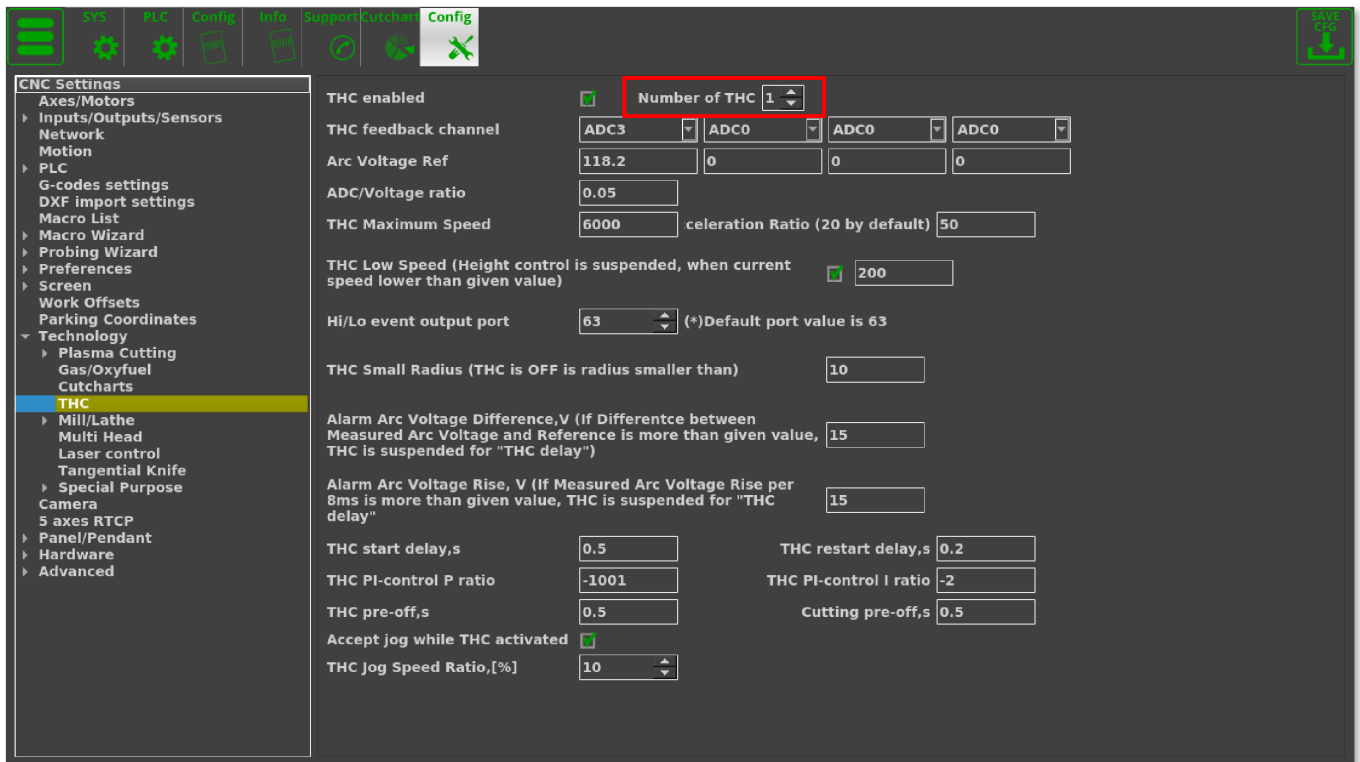 SYS PLC Config Info Support Cutchart Config SAVE CFG
CNC Settings
Axes/Motors
Inputs/Outputs/Sensors
Network
Motion
PLC
G-codes settings
DXF import settings
Macro List
Macro Wizard
Probing Wizard
Preferences
Screen
Work Offsets
Parking Coordinates
Technology
Plasma Cutting
Gas/Oxyfuel
Cutcharts
THC
Mill/Lathe
Multi Head
Laser control
Tangential Knife
Special Purpose
Camera
5 axes RTCP
Panel/Pendant
Hardware
Advanced
THC enabled Number of THC 1
THC feedback channel ADC3 ADC0 ADC0 ADC0
Arc Voltage Ref 118.2 0 0 0
ADC/Voltage ratio 0.05
THC Maximum Speed 6000 celeration Ratio (20 by default) 50
THC Low Speed (Height control is suspended, when current
speed lower than given value) 200
Hi/Lo event output port 63 (*)Default port value is 63
THC Small Radius (THC is OFF is radius smaller than) 10
Alarm Arc Voltage Difference,V (If Differentce between
Measured Arc Voltage and Reference is more than given value, 15
THC is suspended for "THC delay")
Alarm Arc Voltage Rise, V (If Measured Arc Voltage Rise per
8ms is more than given value, THC is suspended for "THC 15
delay"
THC start delay,s 0.5 THC restart delay,s 0.2
THC PI-control P ratio -1001 THC PI-control I ratio -2
THC pre-off,s 0.5 Cutting pre-off,s 0.5
Accept jog while THC activated
THC Jog Speed Ratio,[%] 10